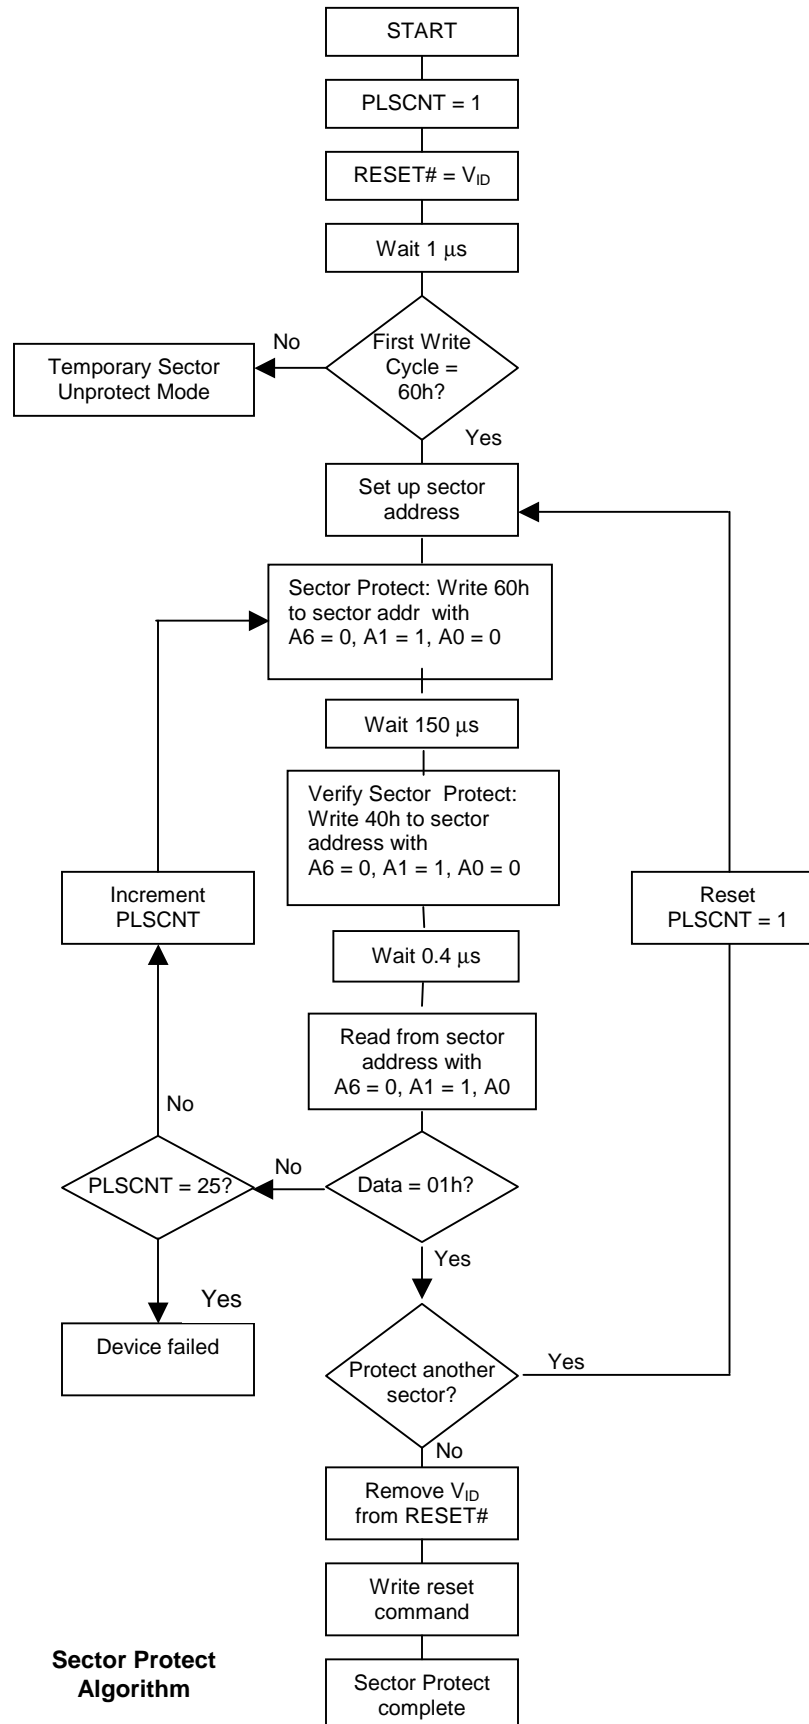 START
PLSCNT = 1
RESET# = VID
Wait 1 μs
First Write
Cycle =
60h?
No
Temporary Sector
Unprotect Mode
Yes
Set up sector
address
Sector Protect: Write 60h
to sector addr with
A6 = 0, A1 = 1, A0 = 0
Wait 150 μs
Verify Sector Protect:
Write 40h to sector
address with
A6 = 0, A1 = 1, A0 = 0
Increment
PLSCNT
Reset
PLSCNT = 1
Wait 0.4 μs
Read from sector
address with
A6 = 0, A1 = 1, A0
No
PLSCNT = 25?
No
Data = 01h?
Yes
Yes
Device failed
Protect another
sector?
Yes
No
Remove VID
from RESET#
Write reset
command
Sector Protect
complete
Sector Protect
Algorithm